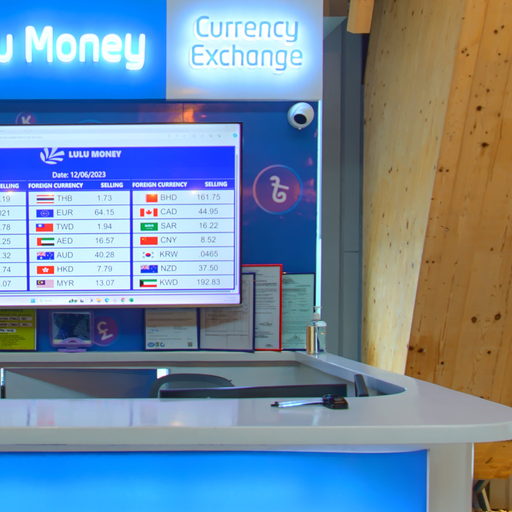 u Money
Currency
Exchange
LULU MONEY
Date: 12/06/2023
SELLING FOREIGN CURRENCY SELLING FOREIGN CURRENCY SELLING
.19 THB 1.73 BHD 161.75
021 EUR 64.15 CAD 44.95
.78 TWD 1.94 SAR 16.22
.25 AED 16.57 CNY 8.52
.32 AUD 40.28 KRW .0465
.74 HKD 7.79 NZD 37.50
.07 MYR 13.07 KWD 192.83